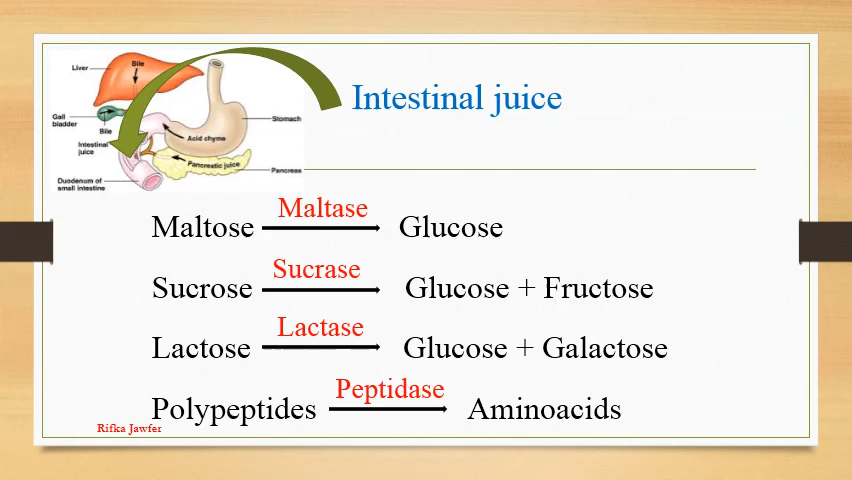 Intestinal juice
Liver
Bile
Gall
bladder
Bile
Stomach
Acid chyme
Intestinal
juice
Pancreatic juice
Pancreas
Duodenum of
small intestine
Maltase
Maltose Glucose
Sucrase
Sucrose Glucose + Fructose
Lactase
Lactose Glucose + Galactose
Peptidase
Polypeptides Aminoacids
Rifka Jawfer